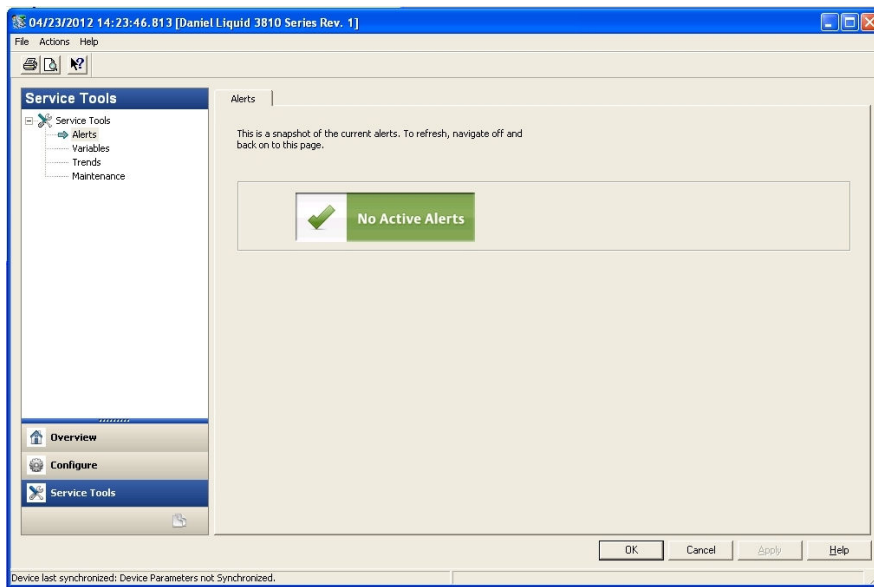 04/23/2012 14:23:46.813 [Daniel Liquid 3810 Series Rev. 1]
File Actions Help
Service Tools
Service Tools
Alerts
Variables
Trends
Maintenance
Overview
Configure
Service Tools
Alerts
This is a snapshot of the current alerts. To refresh, navigate off and
back on to this page.
No Active Alerts
OK Cancel Apply Help
Device last synchronized: Device Parameters not Synchronized.